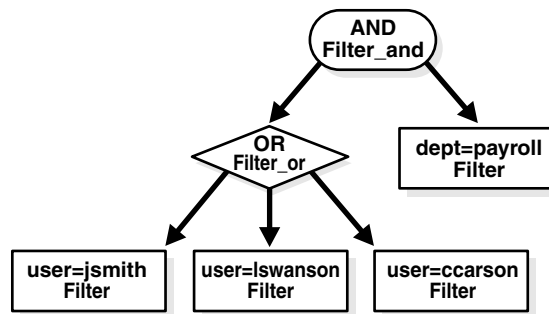 AND
Filter_and
OR
Filter_or
dept=payroll
Filter
user=jsmith
Filter
user=lswanson
Filter
user=ccarson
Filter